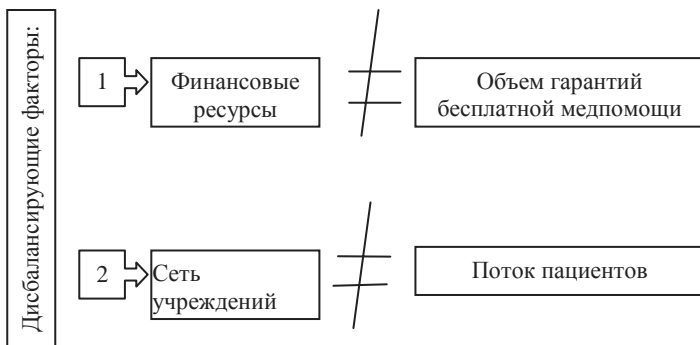 Дисбалансирующие факторы:
1
Финансовые
ресурсы
Объем гарантий
бесплатной медпомощи
2
Сеть
учреждений
Поток пациентов